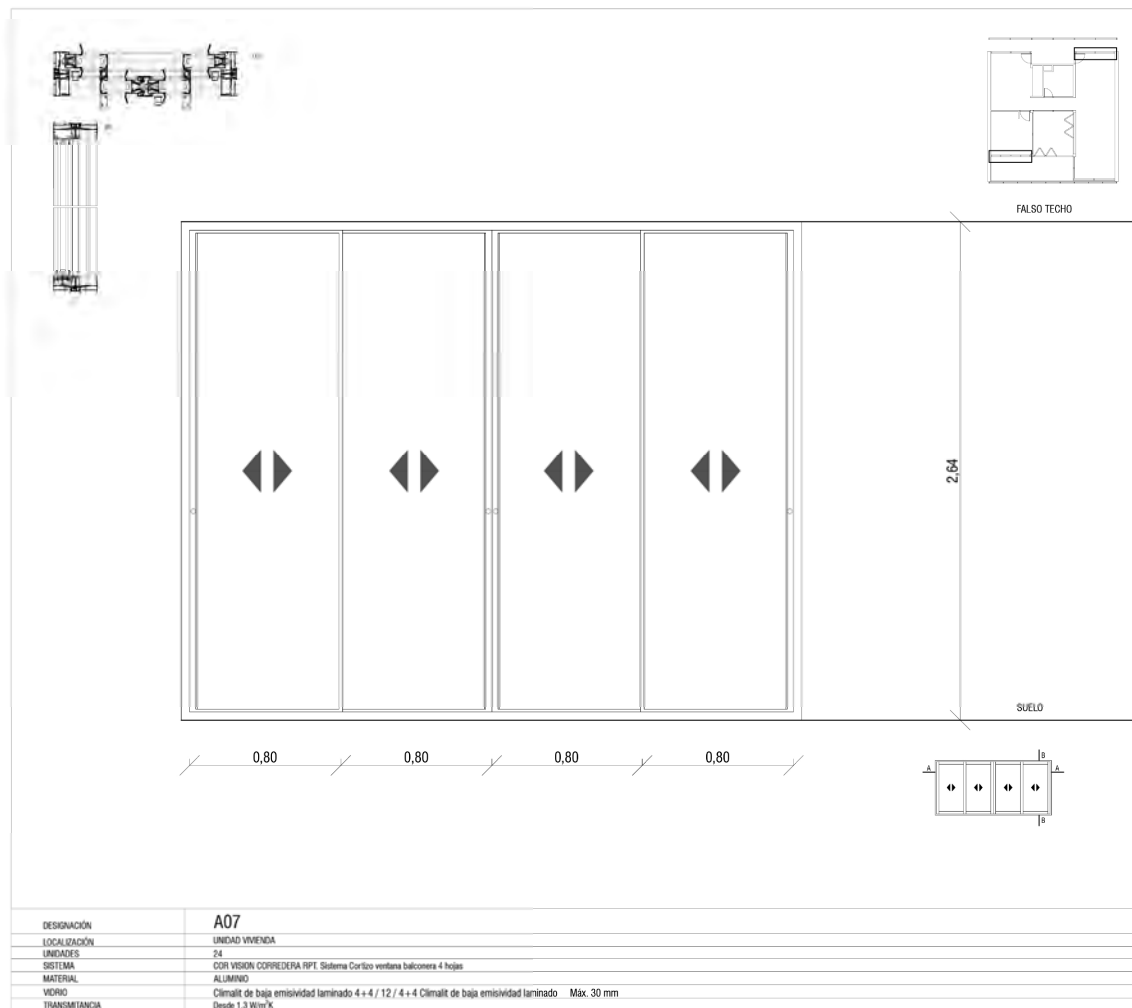 FALSO TECHO
2,64
SUELO
0,80 0,80 0,80 0,80
B
A A
B
DESIGNACIÓN A07
LOCALIZACIÓN UNIDAD VIVIENDA
UNIDADES 24
SISTEMA COR VISION CORREDERA RPT. Sistema Cortizo ventana balconera 4 hojas
MATERIAL ALUMINIO
VIDRIO Climalit de baja emisividad laminado 4+4 / 12 / 4+4 Climalit de baja emisividad laminado Máx. 30 mm
TRANSMITANCIA Desde 1,3 W/m²K